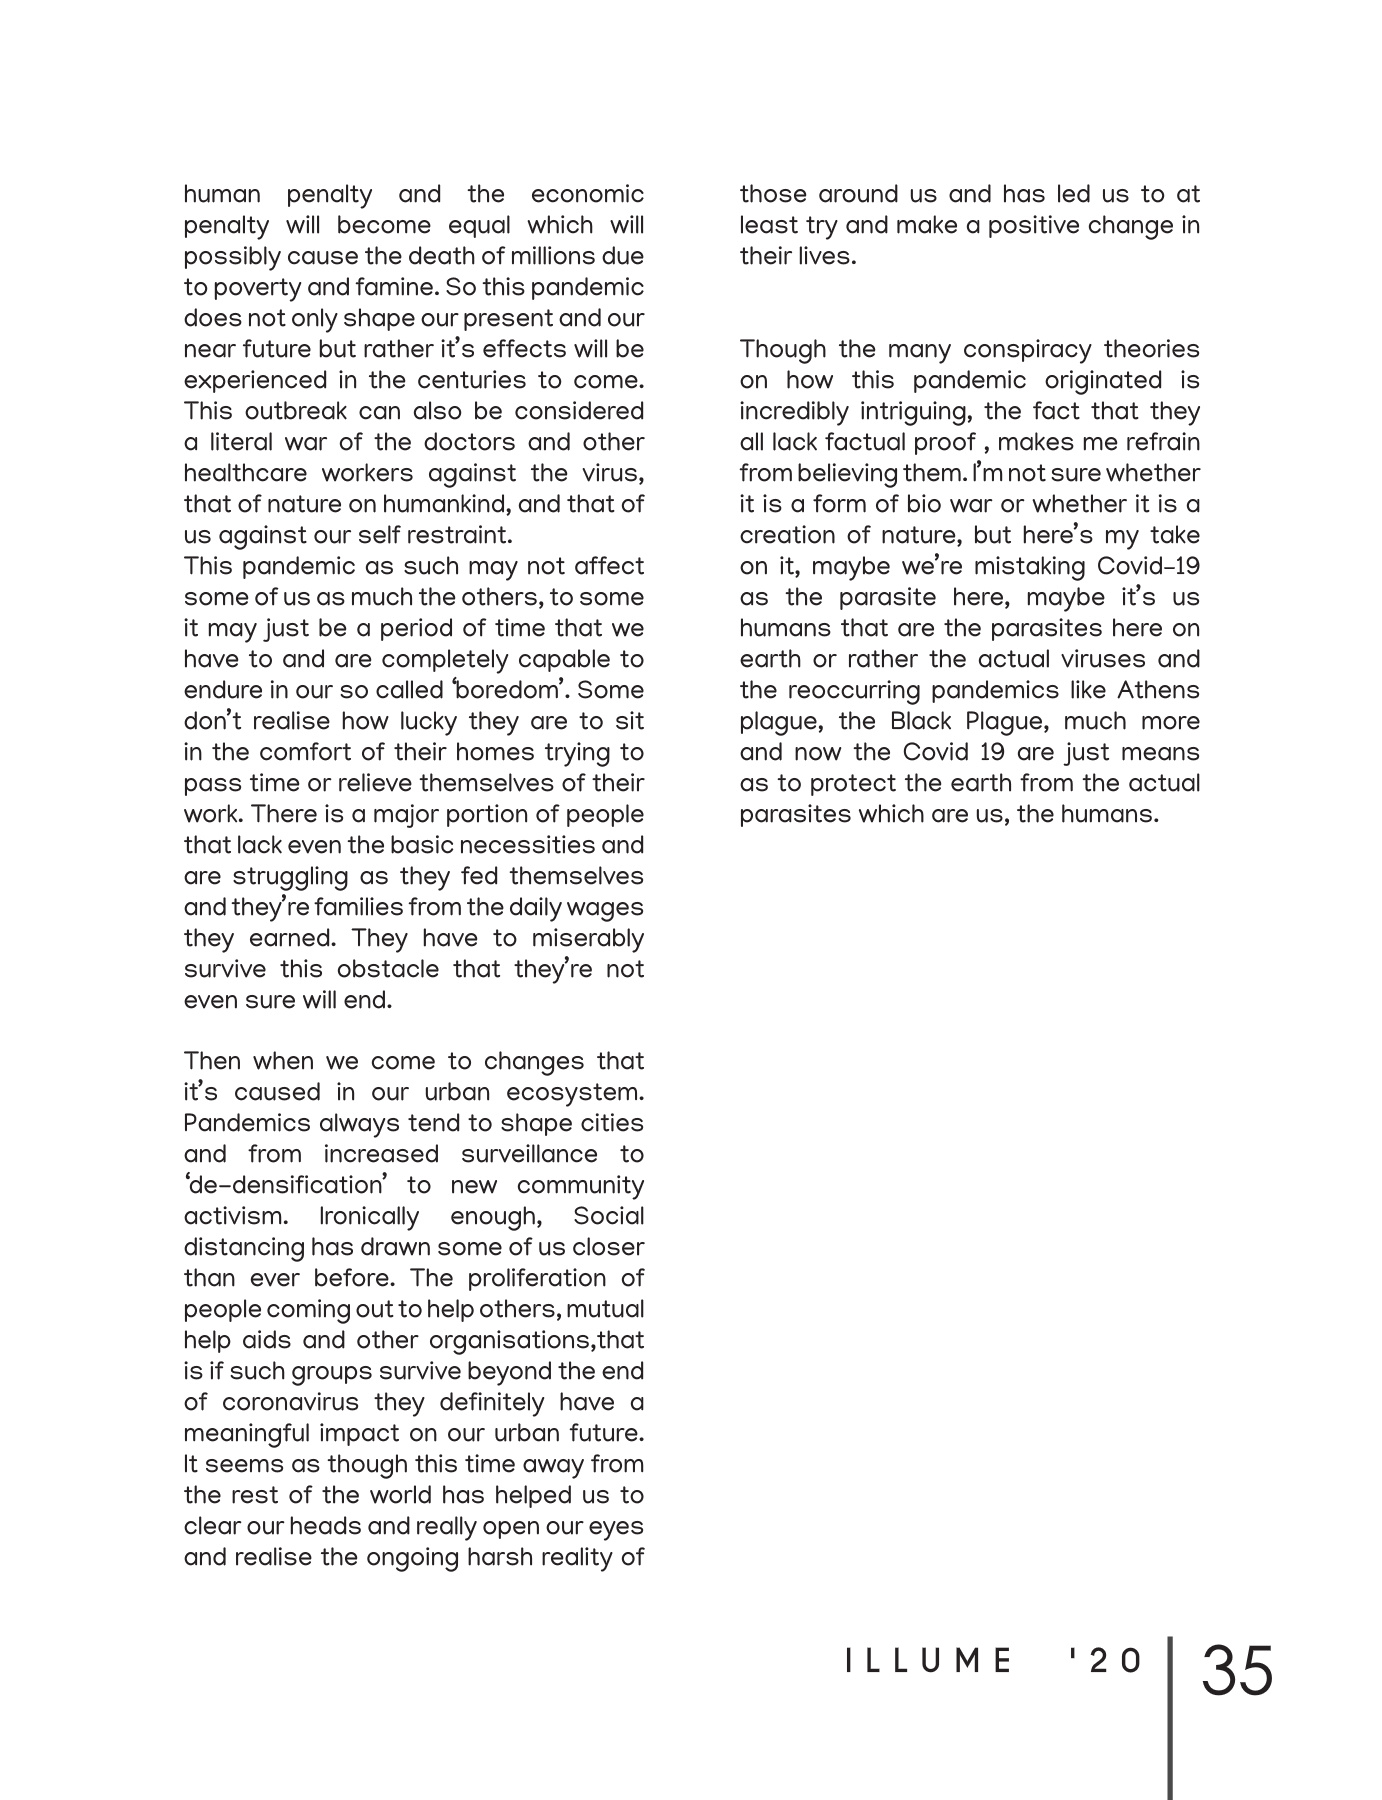 human penalty and the economic
penalty will become equal which will
possibly cause the death of millions due
to poverty and famine. So this pandemic
does not only shape our present and our
near future but rather it’s effects will be
experienced in the centuries to come.
This outbreak can also be considered
a literal war of the doctors and other
healthcare workers against the virus,
that of nature on humankind, and that of
us against our self restraint.
This pandemic as such may not affect
some of us as much the others, to some
it may just be a period of time that we
have to and are completely capable to
endure in our so called ‘boredom’. Some
don’t realise how lucky they are to sit
in the comfort of their homes trying to
pass time or relieve themselves of their
work. There is a major portion of people
that lack even the basic necessities and
are struggling as they fed themselves
and they’re families from the daily wages
they earned. They have to miserably
survive this obstacle that they’re not
even sure will end.
Then when we come to changes that
it’s caused in our urban ecosystem.
Pandemics always tend to shape cities
and from increased surveillance to
‘de-densification’ to new community
activism. Ironically enough, Social
distancing has drawn some of us closer
than ever before. The proliferation of
people coming out to help others, mutual
help aids and other organisations,that
is if such groups survive beyond the end
of coronavirus they definitely have a
meaningful impact on our urban future.
It seems as though this time away from
the rest of the world has helped us to
clear our heads and really open our eyes
and realise the ongoing harsh reality of
those around us and has led us to at
least try and make a positive change in
their lives.
Though the many conspiracy theories
on how this pandemic originated is
incredibly intriguing, the fact that they
all lack factual proof , makes me refrain
from believing them. I’m not sure whether
it is a form of bio war or whether it is a
creation of nature, but here’s my take
on it, maybe we’re mistaking Covid-19
as the parasite here, maybe it’s us
humans that are the parasites here on
earth or rather the actual viruses and
the reoccurring pandemics like Athens
plague, the Black Plague, much more
and now the Covid 19 are just means
as to protect the earth from the actual
parasites which are us, the humans.
ILLUME '20
35